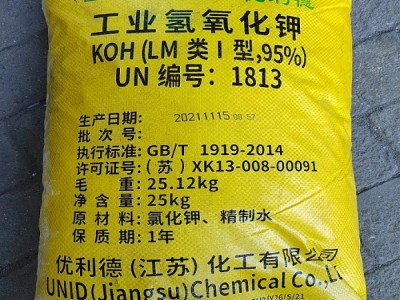 工业氢氧化钾
KOH(LM 类 I 型,95%)
UN 编号: 1813
生产日期: 20211115 08:57
批 次 号:
执行标准: GB/T 1919-2014
许可证号: (苏) XK13-008-00091
毛 重: 25.12kg
净 含 量: 25kg
原 材 料: 氯化钾、精制水
保 质 期: 1年
优利德(江苏)化工有限公司
UNID(Jiangsu)Chemical Co.,Ltd